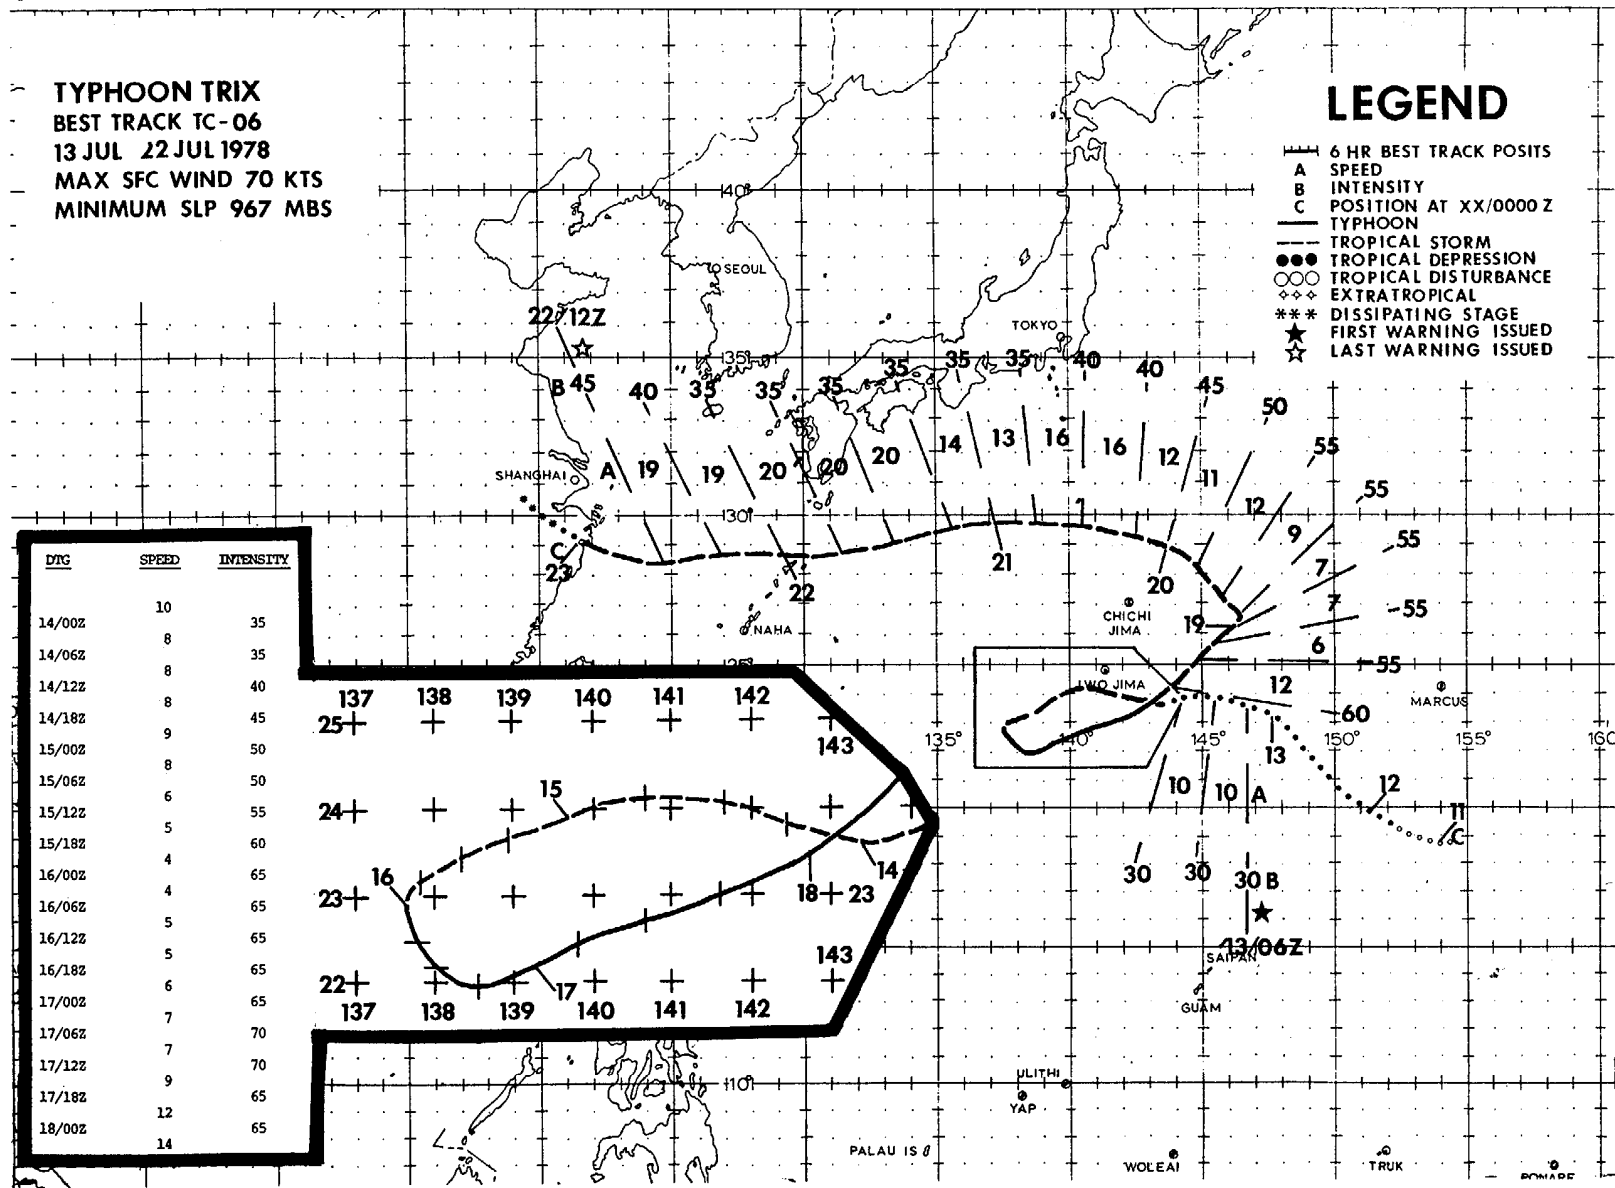 TYPHOON TRIX
BEST TRACK TC-06
13 JUL 22 JUL 1978
MAX SFC WIND 70 KTS
MINIMUM SLP 967 MBS
LEGEND
6 HR BEST TRACK POSITS
A SPEED
B INTENSITY
C POSITION AT XX/0000 Z
TYPHOON
TROPICAL STORM
TROPICAL DEPRESSION
TROPICAL DISTURBANCE
EXTRATROPICAL
DISSIPATING STAGE
FIRST WARNING ISSUED
LAST WARNING ISSUED
40°
SEOUL
TOKYO
22 12Z
35°
B 45 40 35 35 35 35 35 35 40 40 45 50 55 55 55 55 55 60
SHANGHAI
A 19 19 20 20 20 14 13 16 16 12 11 12 9 7 7 6 12
30°
C
23
22
21
20
19
NAHA
CHICHI
JIMA
IWO JIMA
MARCUS
25°
135° 140° 145° 150° 155° 160
13
12
11
C
10 10 A
30 30 30 B
13/06Z
SAIPAN
GUAM
ULITHI
YAP
10°
PALAU IS
WOLEAI
TRUK
PONAPE
DTG SPEED INTENSITY
10
14/00Z 35
8
14/06Z 35
8
14/12Z 40
8
14/18Z 45
9
15/00Z 50
8
15/06Z 50
6
15/12Z 55
5
15/18Z 60
4
16/00Z 65
4
16/06Z 65
5
16/12Z 65
5
16/18Z 65
6
17/00Z 65
7
17/06Z 70
7
17/12Z 70
9
17/18Z 65
12
18/00Z 65
14
137 138 139 140 141 142
25
143
15
24
16
14
23 18 23
143
22
17
137 138 139 140 141 142